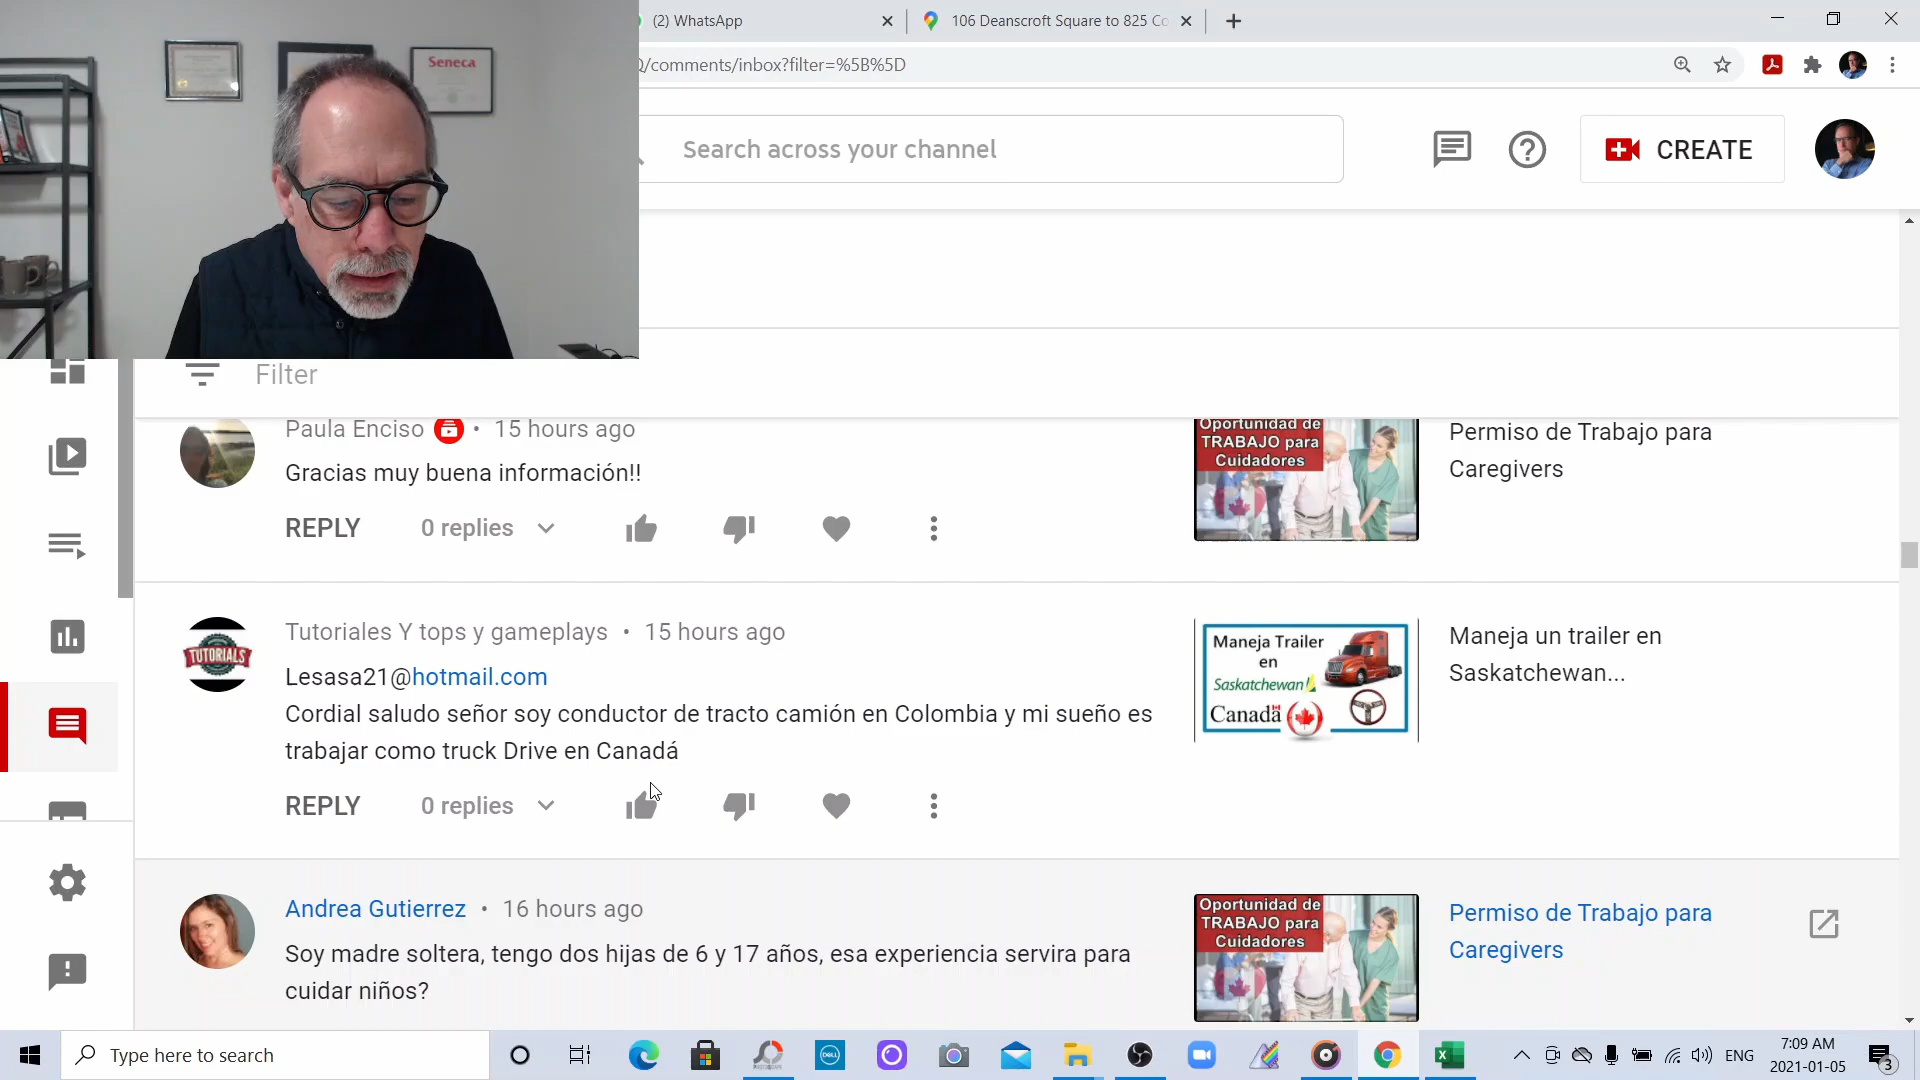 (2) WhatsApp
106 Deanscroft Square to 825 Co
/comments/inbox?filter=%5B%5D
Seneca
Search across your channel
CREATE
Filter
Paula Enciso • 15 hours ago
Gracias muy buena información!!
REPLY 0 replies
Oportunidad de
TRABAJO para
Cuidadores
Permiso de Trabajo para
Caregivers
TUTORIALS
Tutoriales Y tops y gameplays • 15 hours ago
Lesasa21@hotmail.com
Cordial saludo señor soy conductor de tracto camión en Colombia y mi sueño es
trabajar como truck Drive en Canadá
REPLY 0 replies
Maneja Trailer
en
Saskatchewan
Canada
Maneja un trailer en
Saskatchewan...
Andrea Gutierrez • 16 hours ago
Soy madre soltera, tengo dos hijas de 6 y 17 años, esa experiencia servira para
cuidar niños?
Oportunidad de
TRABAJO para
Cuidadores
Permiso de Trabajo para
Caregivers
Type here to search
DELL
ENG
7:09 AM
2021-01-05
3